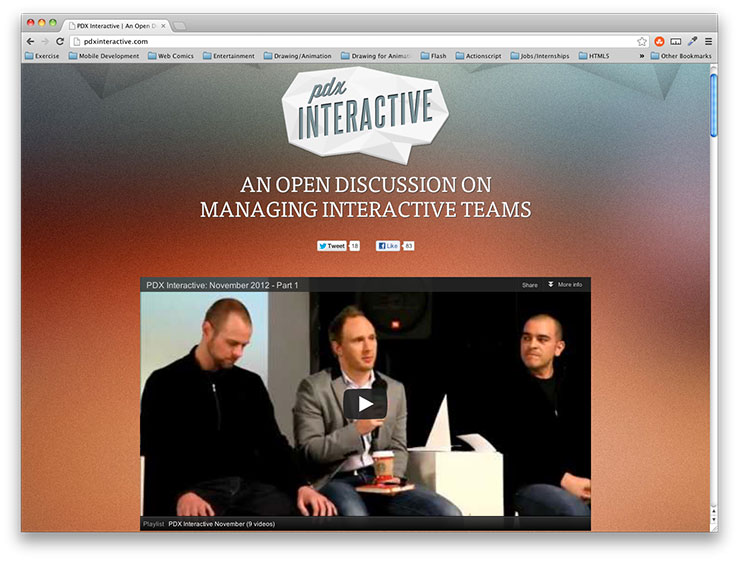 PDX Interactive | An Open D
pdxinteractive.com
Exercise Mobile Development Web Comics Entertainment Drawing/Animation Drawing for Animat Flash Actionscript Jobs/Internships HTML5 » Other Bookmarks
pdx
INTERACTIVE
AN OPEN DISCUSSION ON
MANAGING INTERACTIVE TEAMS
Tweet 18 Like 83
PDX Interactive: November 2012 - Part 1 Share More info
Playlist PDX Interactive November (9 videos)